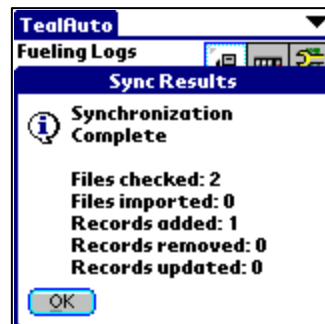 TealAuto
Fueling Logs
Sync Results
Synchronization
Complete
Files checked: 2
Files imported: 0
Records added: 1
Records removed: 0
Records updated: 0
OK